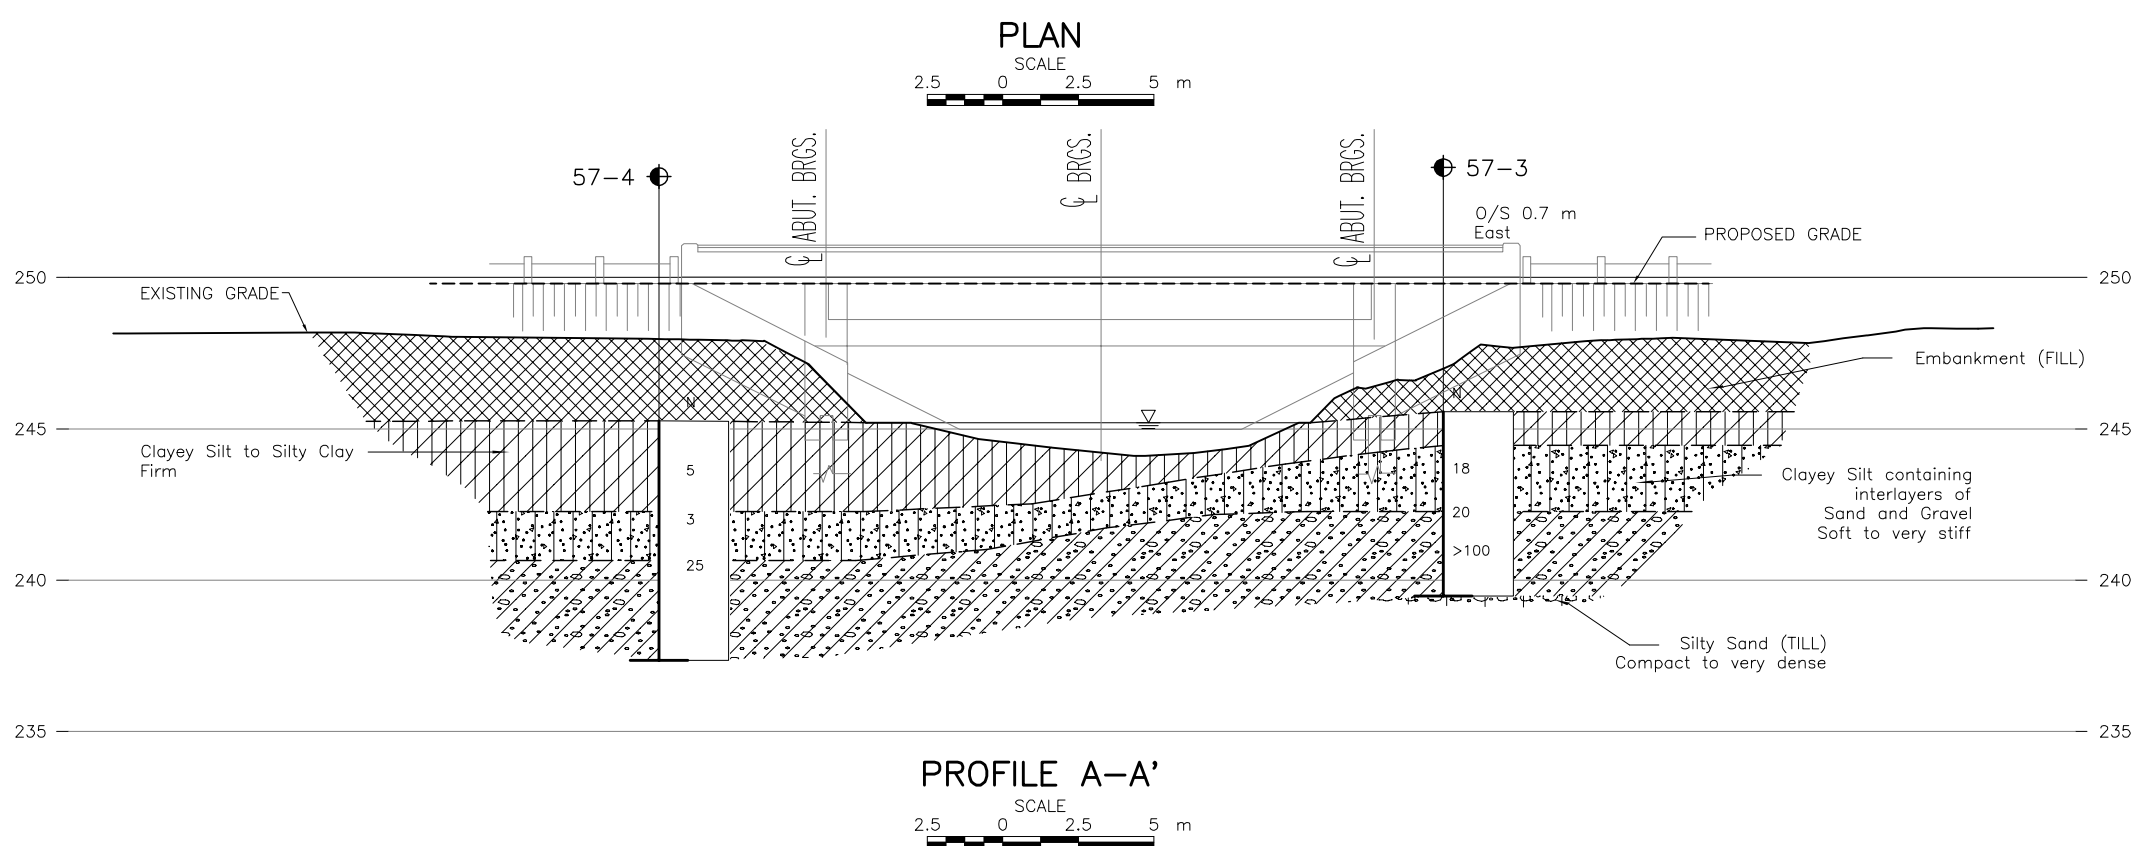 PLAN
SCALE
2.5 0 2.5 5 m
57-4
℄ ABUT. BRGS.
℄ BRGS.
℄ ABUT. BRGS.
57-3
O/S 0.7 m
East
PROPOSED GRADE
250
250
EXISTING GRADE
Embankment (FILL)
N
N
245
245
Clayey Silt to Silty Clay
Firm
5
18
Clayey Silt containing
interlayers of
Sand and Gravel
Soft to very stiff
3
20
25
>100
240
240
Silty Sand (TILL)
Compact to very dense
235
235
PROFILE A-A'
SCALE
2.5 0 2.5 5 m